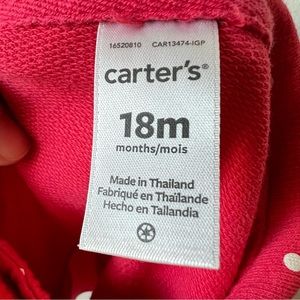 16520810 CAR13474-IGP
carter's®
18m
months/mois
Made in Thailand
Fabriqué en Thaïlande
Hecho en Tailandia